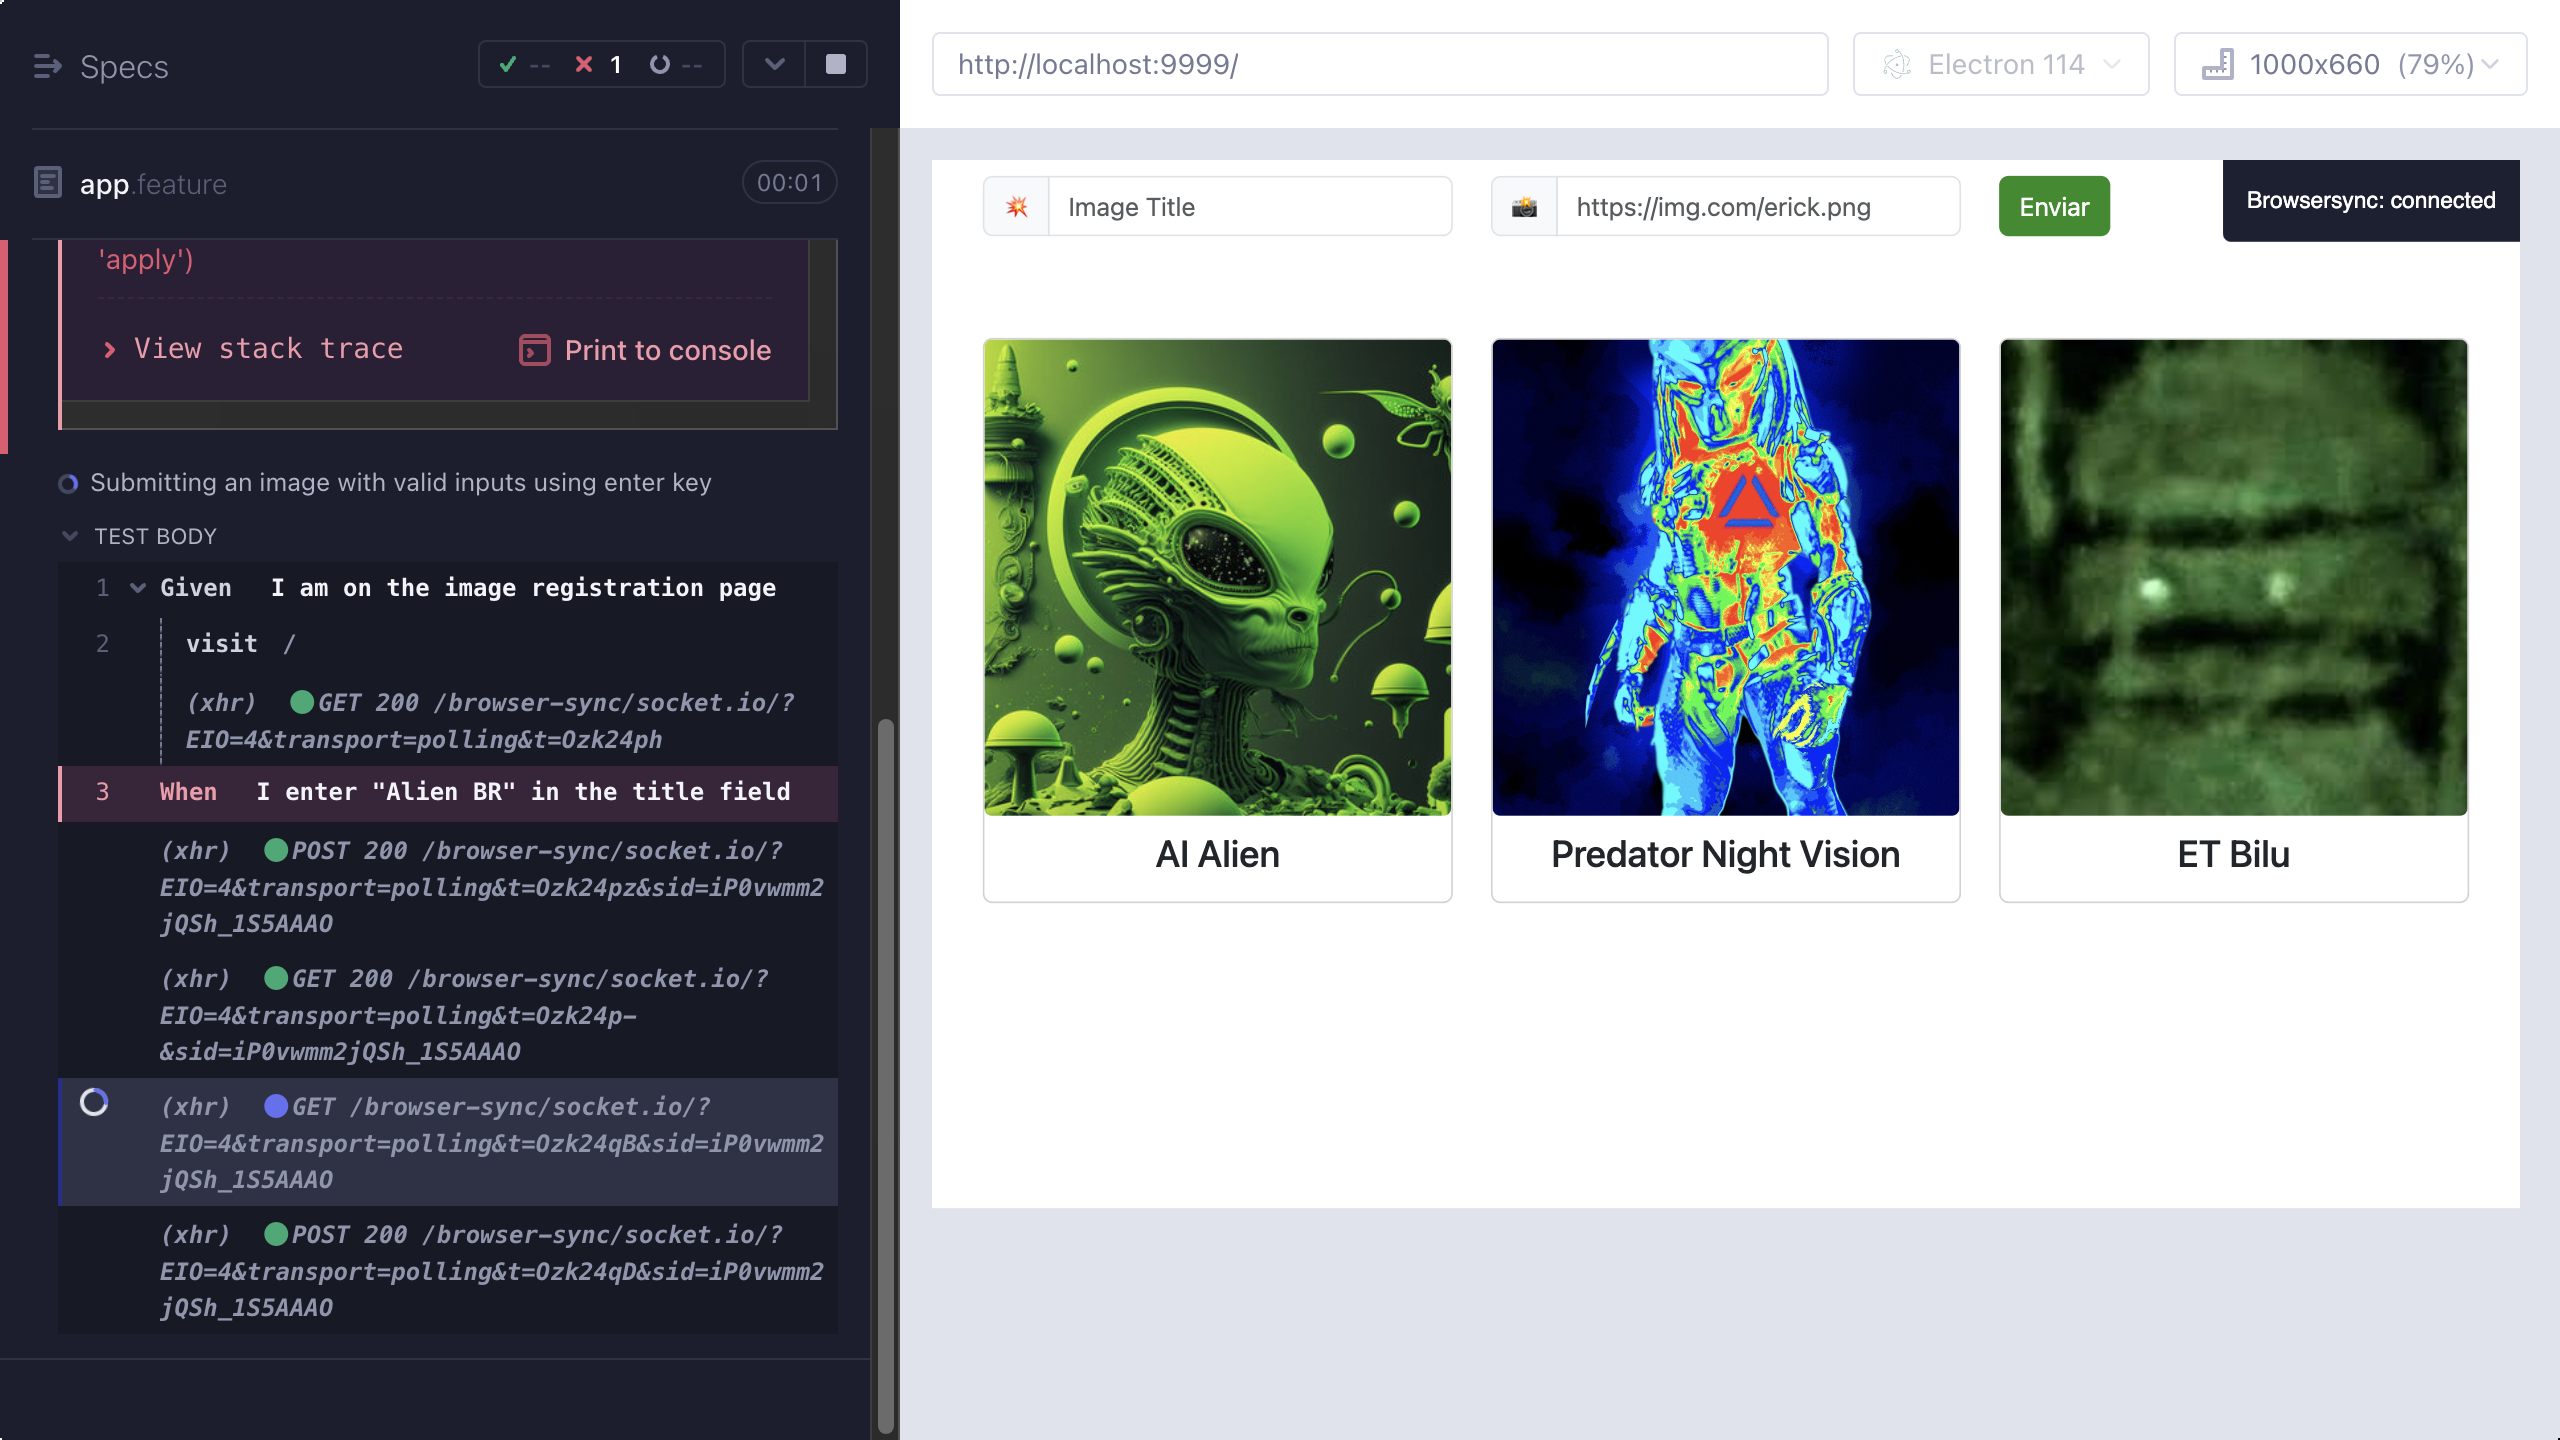 Specs
-- 1 --
app.feature
00:01
'apply')
View stack trace
Print to console
Submitting an image with valid inputs using enter key
TEST BODY
1 Given I am on the image registration page
2 visit /
(xhr) GET 200 /browser-sync/socket.io/?
EIO=4&transport=polling&t=Ozk24ph
3 When I enter "Alien BR" in the title field
(xhr) POST 200 /browser-sync/socket.io/?
EIO=4&transport=polling&t=Ozk24pz&sid=iP0vwmm2
jQSh_1S5AAAO
(xhr) GET 200 /browser-sync/socket.io/?
EIO=4&transport=polling&t=Ozk24p-
&sid=iP0vwmm2jQSh_1S5AAAO
(xhr) GET /browser-sync/socket.io/?
EIO=4&transport=polling&t=Ozk24qB&sid=iP0vwmm2
jQSh_1S5AAAO
(xhr) POST 200 /browser-sync/socket.io/?
EIO=4&transport=polling&t=Ozk24qD&sid=iP0vwmm2
jQSh_1S5AAAO
http://localhost:9999/
Electron 114
1000x660 (79%)
Image Title
https://img.com/erick.png
Enviar
Browsersync: connected
AI Alien
Predator Night Vision
ET Bilu